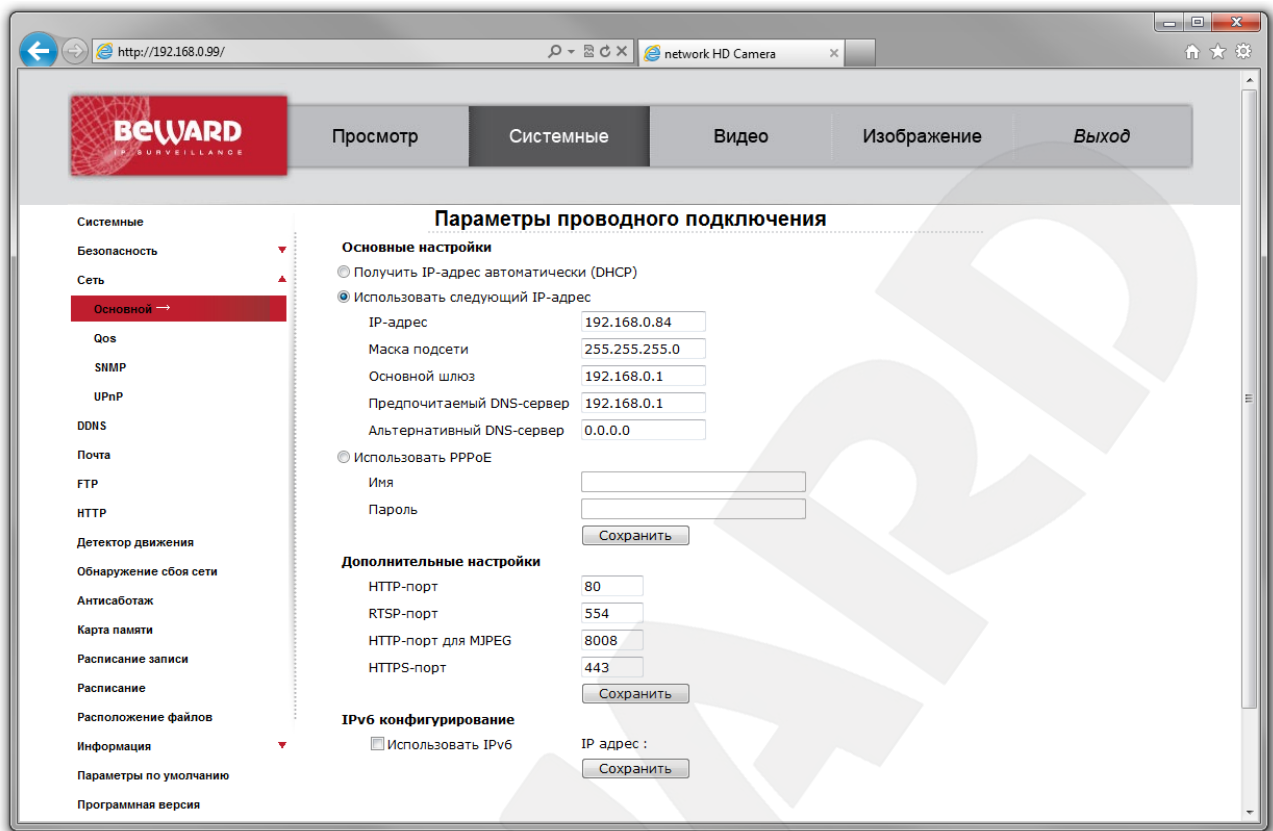 http://192.168.0.99/
network HD Camera
BEWARD
IP SURVEILLANCE
Просмотр
Системные
Видео
Изображение
Выход
Системные
Безопасность
Сеть
Основной →
Qos
SNMP
UPnP
DDNS
Почта
FTP
HTTP
Детектор движения
Обнаружение сбоя сети
Антисаботаж
Карта памяти
Расписание записи
Расписание
Расположение файлов
Информация
Параметры по умолчанию
Программная версия
Параметры проводного подключения
Основные настройки
Получить IP-адрес автоматически (DHCP)
Использовать следующий IP-адрес
IP-адрес 192.168.0.84
Маска подсети 255.255.255.0
Основной шлюз 192.168.0.1
Предпочитаемый DNS-сервер 192.168.0.1
Альтернативный DNS-сервер 0.0.0.0
Использовать PPPoE
Имя
Пароль
Сохранить
Дополнительные настройки
HTTP-порт 80
RTSP-порт 554
HTTP-порт для MJPEG 8008
HTTPS-порт 443
Сохранить
IPv6 конфигурирование
Использовать IPv6 IP адрес :
Сохранить
WARD